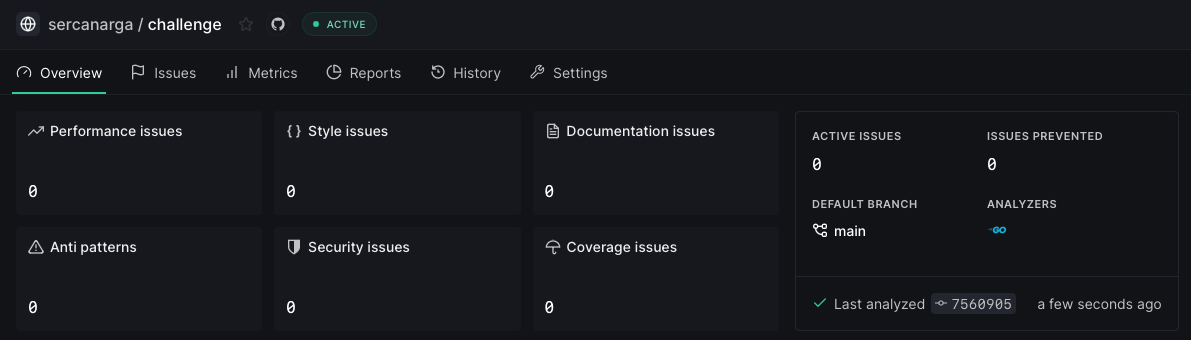 sercanarga / challenge ACTIVE
Overview Issues Metrics Reports History Settings
Performance issues
0
Style issues
0
Documentation issues
0
Anti patterns
0
Security issues
0
Coverage issues
0
ACTIVE ISSUES
0
ISSUES PREVENTED
0
DEFAULT BRANCH
main
ANALYZERS
GO
Last analyzed 7560905 a few seconds ago